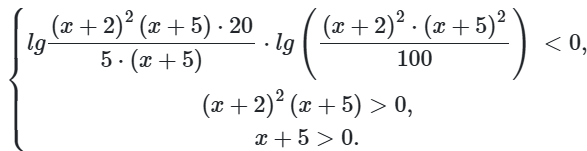 lg (x + 2)² (x + 5) · 20 / 5 · (x + 5) · lg ( (x + 2)² · (x + 5)² / 100 ) < 0,
(x + 2)² (x + 5) > 0,
x + 5 > 0.